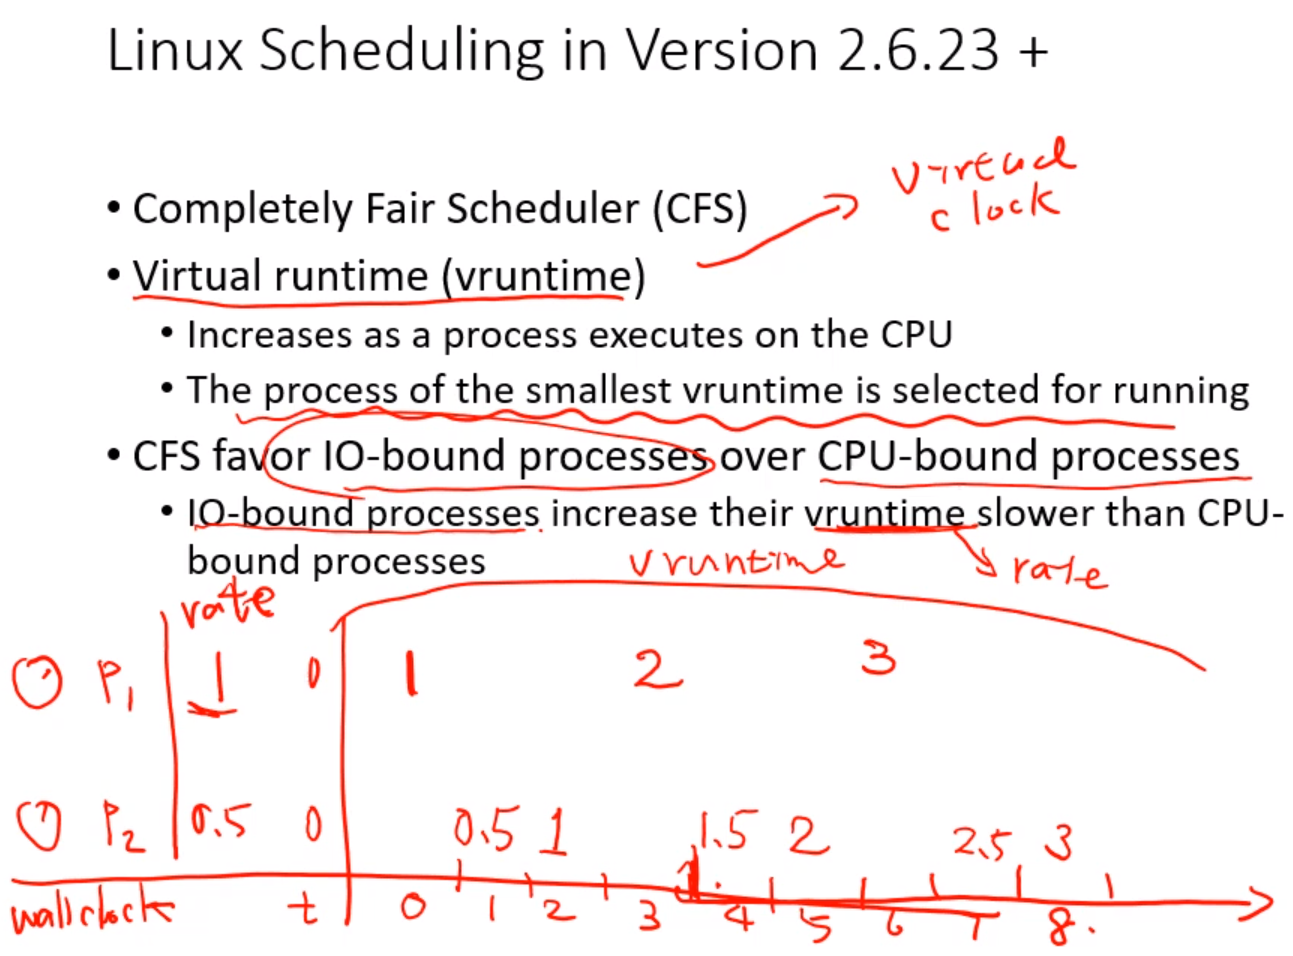 Linux Scheduling in Version 2.6.23 +
virtual
clock
• Completely Fair Scheduler (CFS)
• Virtual runtime (vruntime)
• Increases as a process executes on the CPU
• The process of the smallest vruntime is selected for running
• CFS favor IO-bound processes over CPU-bound processes
• IO-bound processes increase their vruntime slower than CPU-
bound processes
vruntime
rate
rate
P1 1 0 1 2 3
P2 0.5 0 0.5 1 1.5 2 2.5 3
wallclock t 0 1 2 3 4 5 6 7 8.